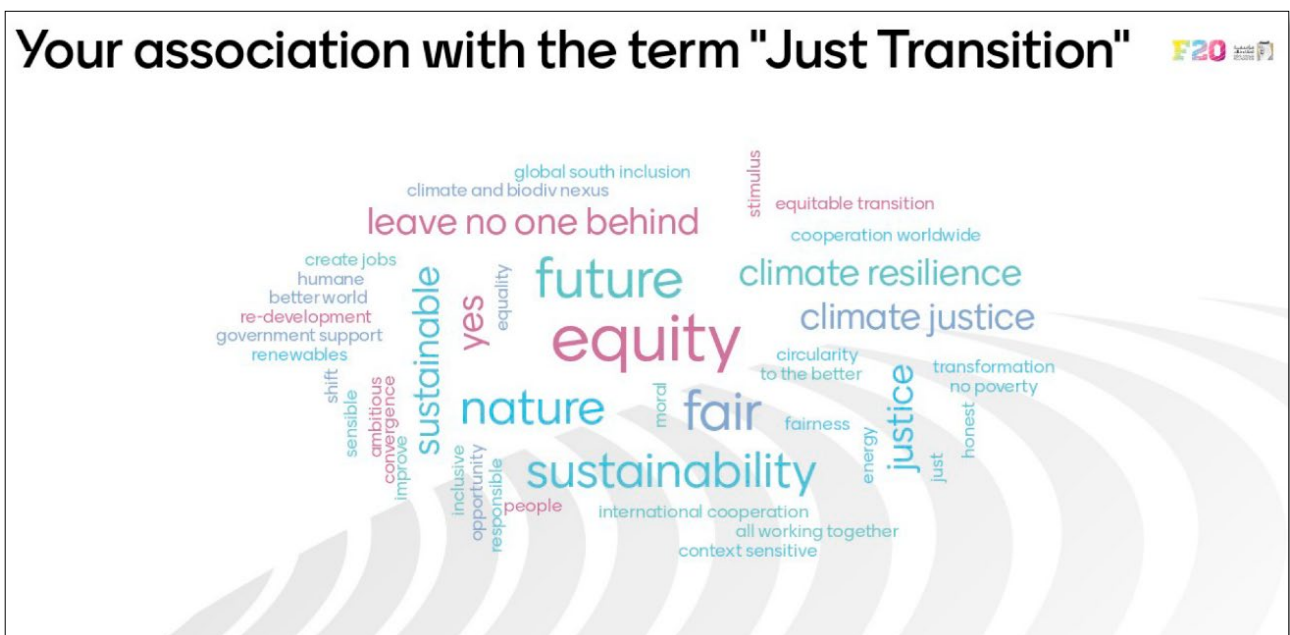 Your association with the term "Just Transition"
F20
global south inclusion
climate and biodiv nexus
leave no one behind
stimulus
equitable transition
cooperation worldwide
create jobs
humane
better world
re-development
government support
renewables
sustainable
yes
equality
future
climate resilience
climate justice
equity
circularity
to the better
transformation
no poverty
shift
sensible
ambitious
convergence
improve
nature
moral
fair
fairness
energy
justice
just
honest
inclusive
opportunity
responsible
people
sustainability
international cooperation
all working together
context sensitive